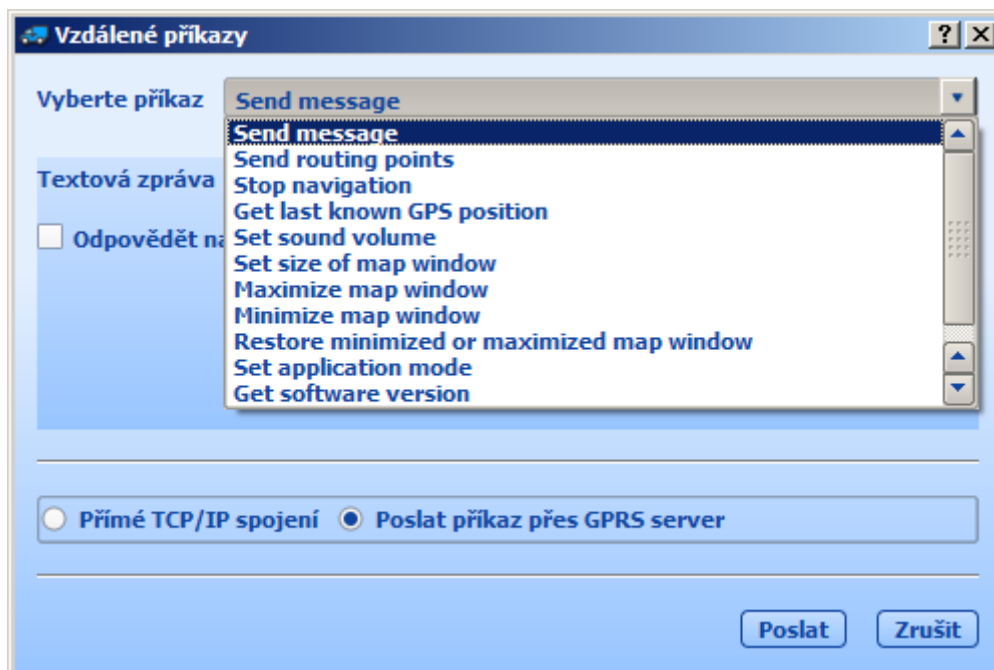 Vzdálené příkazy
Vyberte příkaz Send message
Send message
Send routing points
Textová zpráva
Stop navigation
Get last known GPS position
Odpovědět
Set sound volume
Set size of map window
Maximize map window
Minimize map window
Restore minimized or maximized map window
Set application mode
Get software version
Přímé TCP/IP spojení Poslat příkaz přes GPRS server
Poslat Zrušit